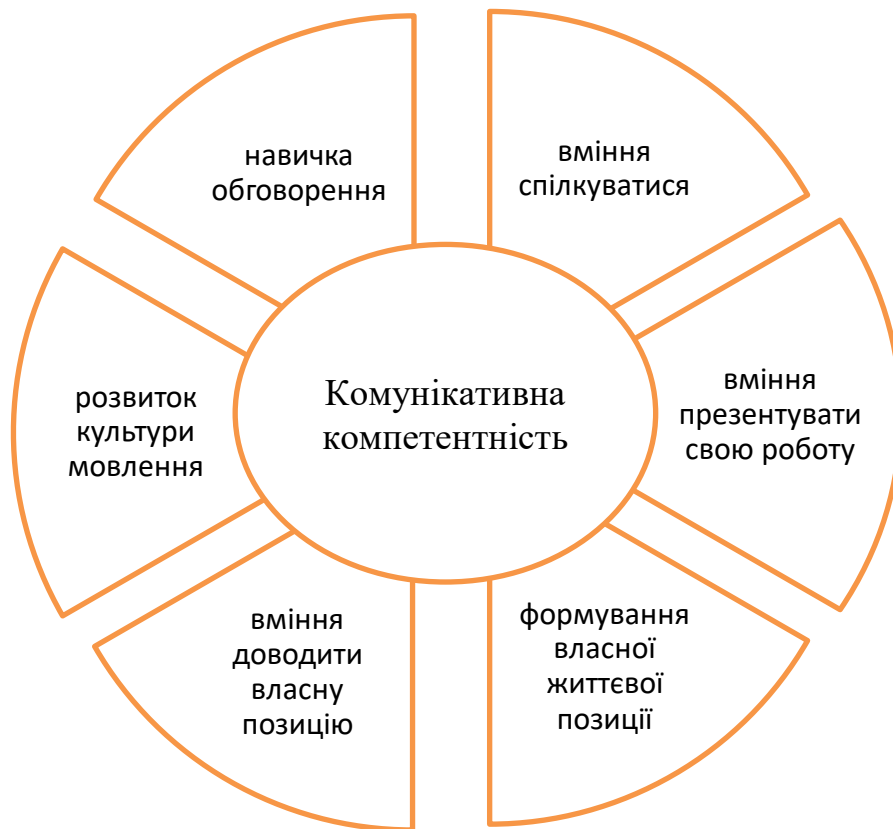 навичка
обговорення
вміння
спілкуватися
розвиток
культури
мовлення
Комунікативна
компетентність
вміння
презентувати
свою роботу
вміння
доводити
власну
позицію
формування
власної
життєвої
позиції